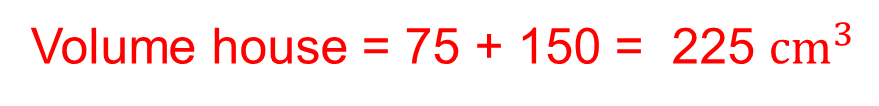 Volume house = 75 + 150 = 225 cm³